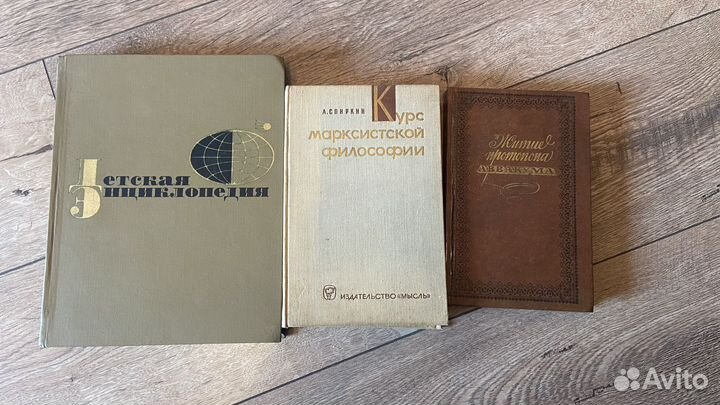 Детская
Энциклопедия
А. СПИРКИН
Курс
марксистской
философии
ИЗДАТЕЛЬСТВО «МЫСЛЬ»
Житие
протопопа
АВВАКУМА
Avito